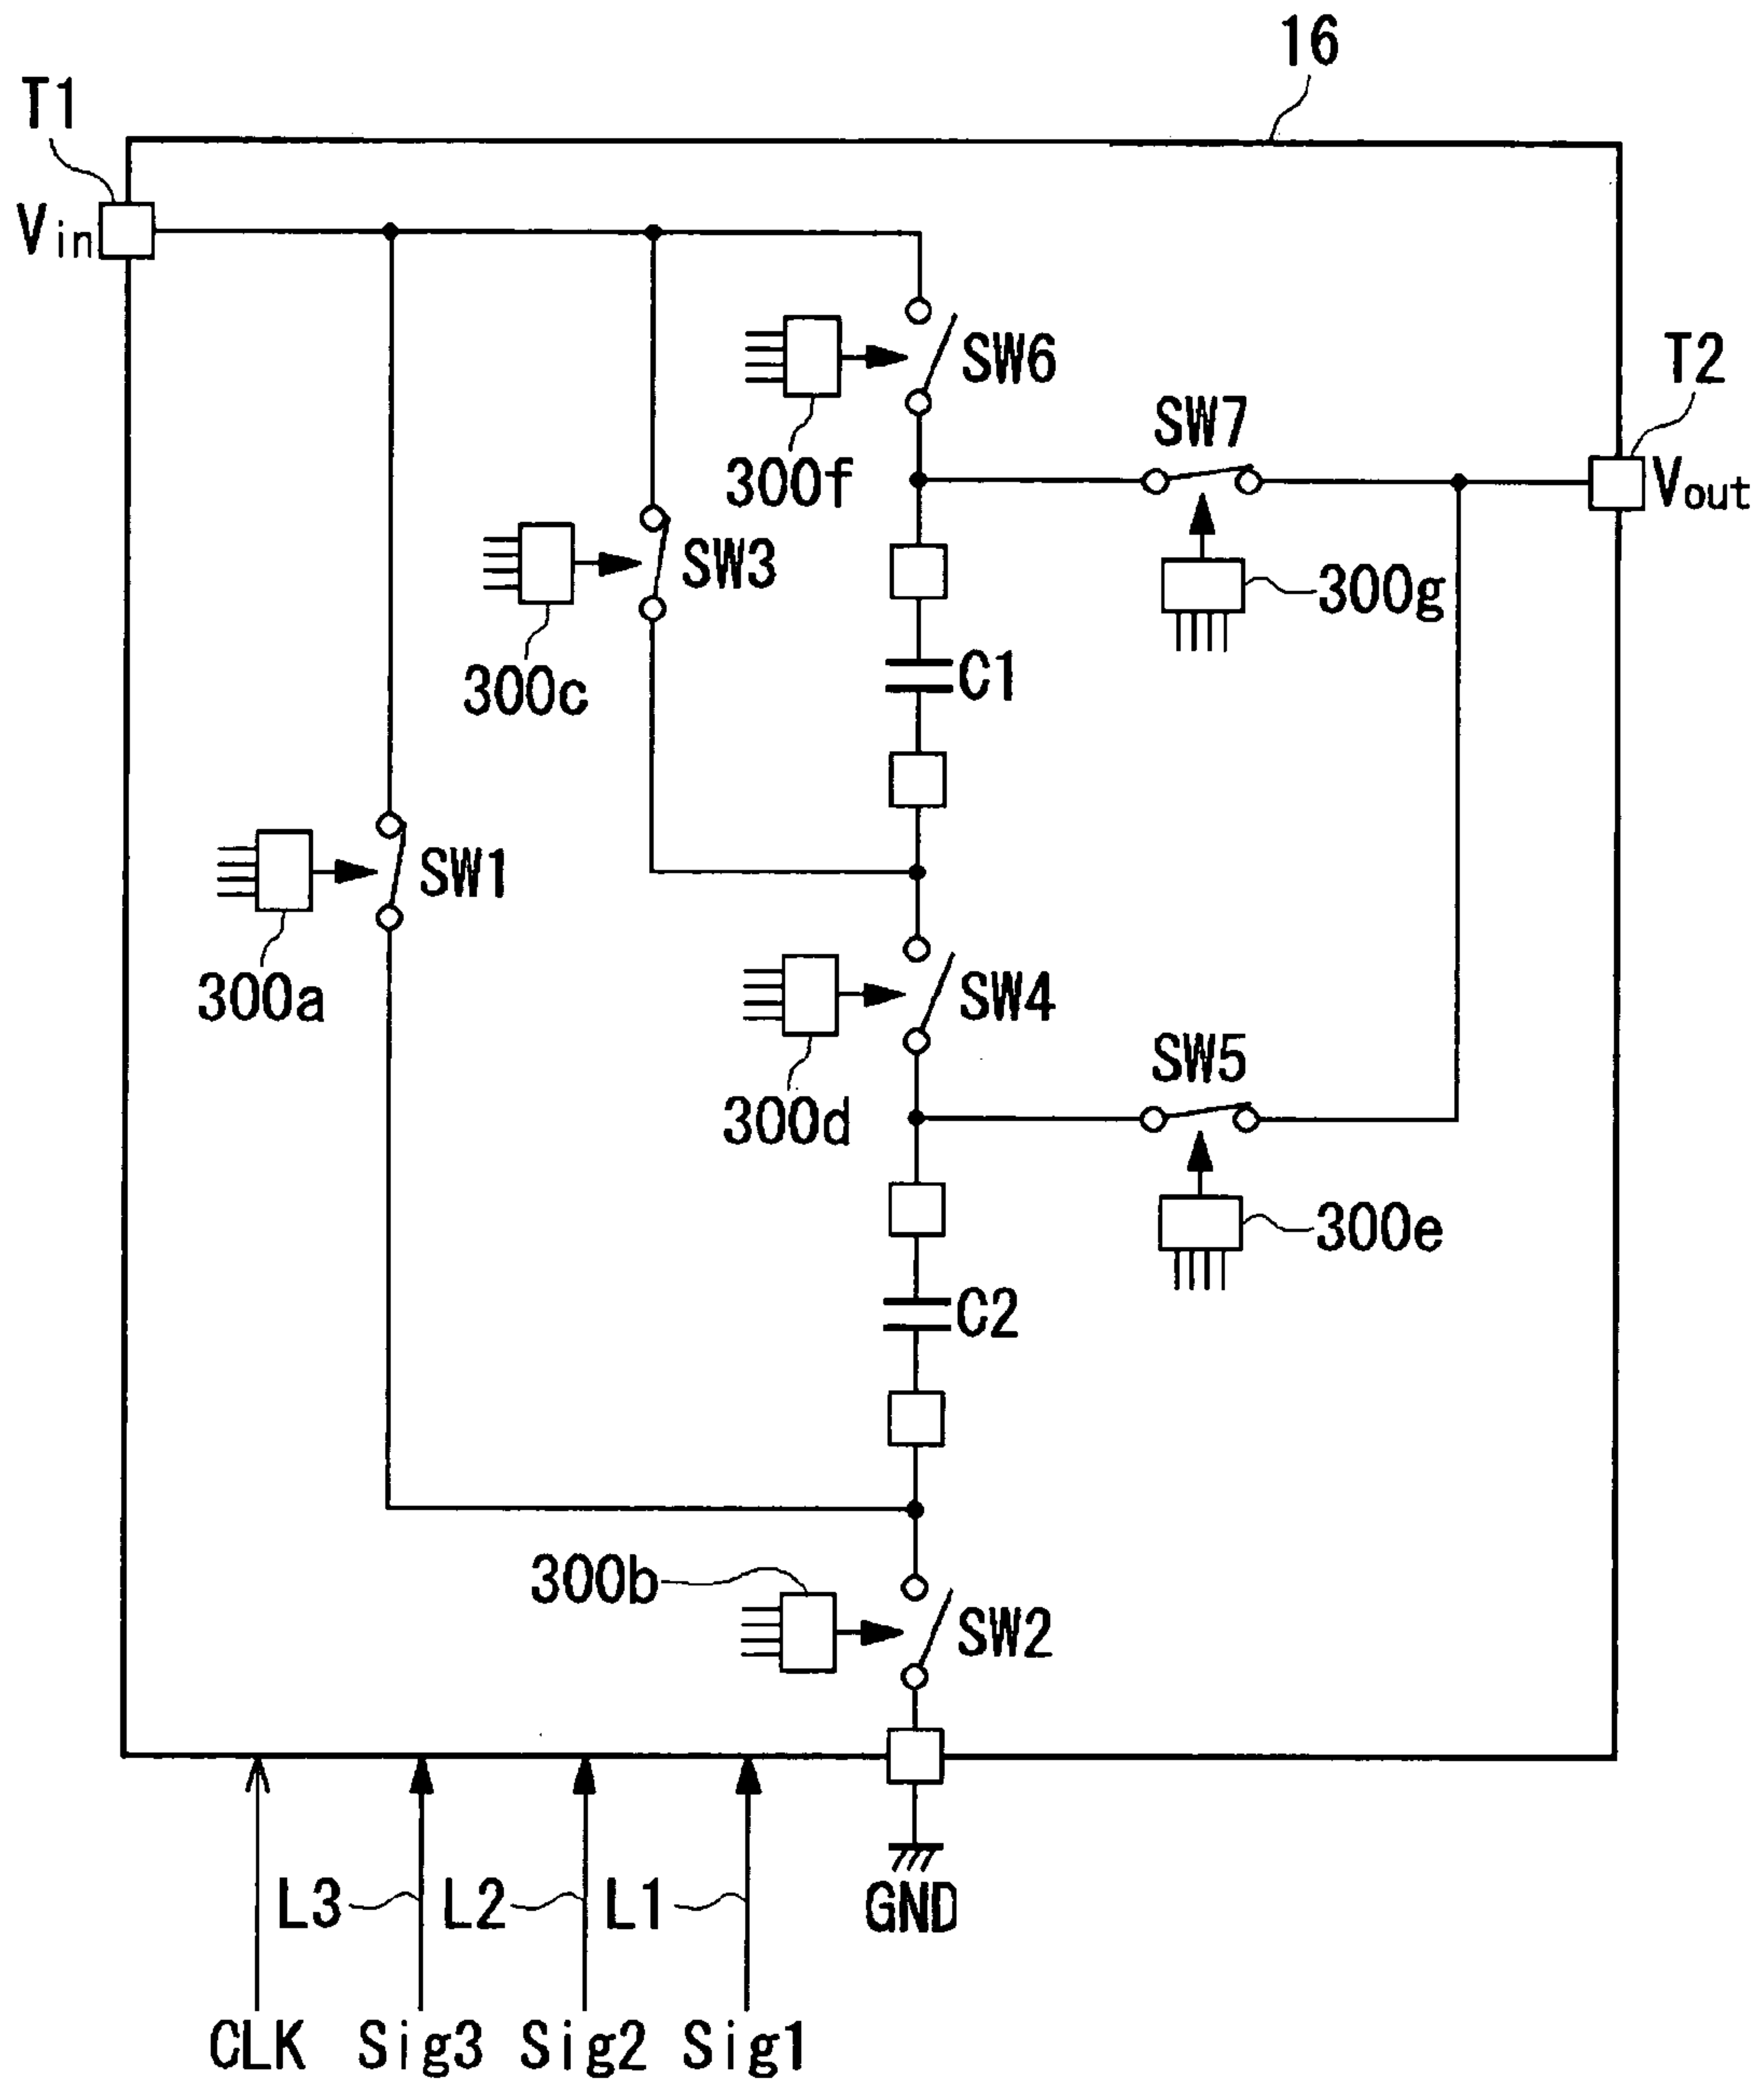 16
T1
Vin
SW6
T2
SW7
Vout
300f
SW3
300g
300c
C1
SW1
300a
SW4
SW5
300d
300e
C2
300b
SW2
L3
L2
L1
GND
CLK
Sig3
Sig2
Sig1